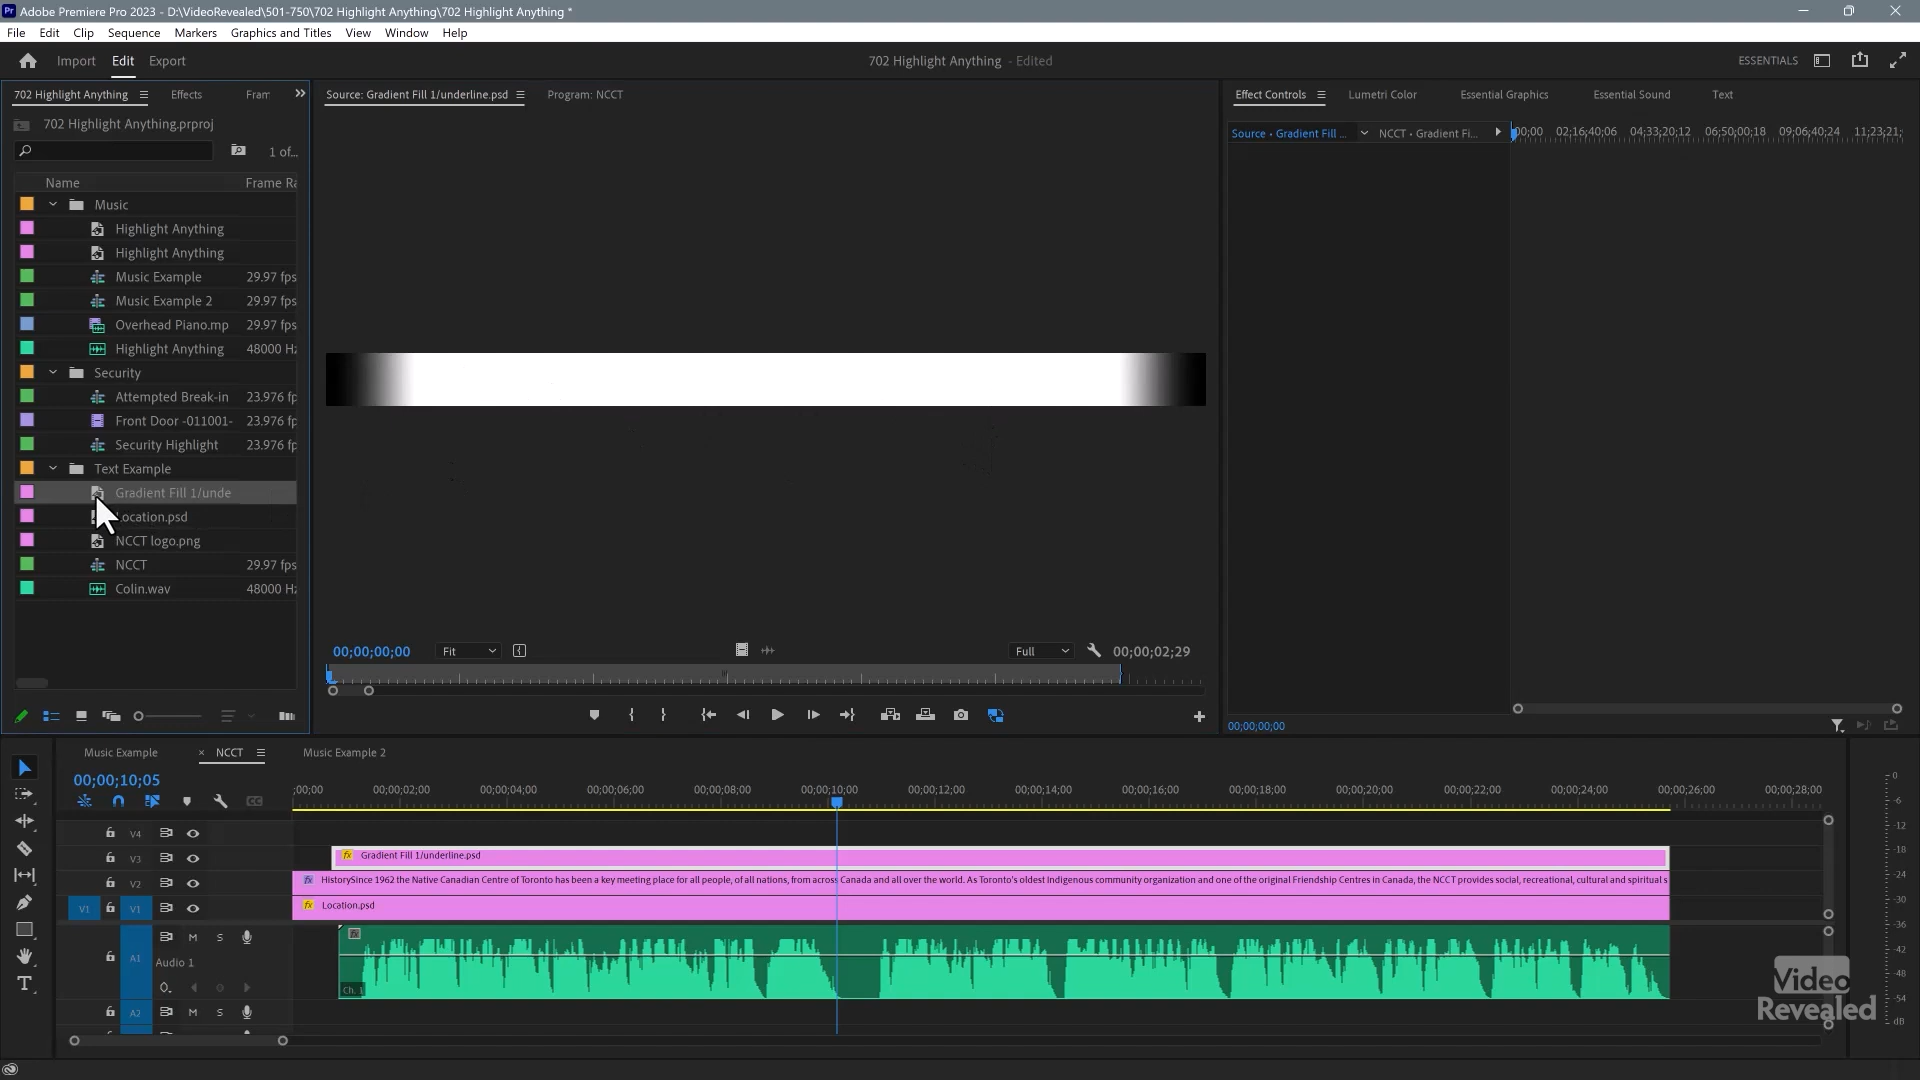 Adobe Premiere Pro 2023 - D:\VideoRevealed\501-750\702 Highlight Anything\702 Highlight Anything *
File Edit Clip Sequence Markers Graphics and Titles View Window Help
Import Edit Export
702 Highlight Anything - Edited
ESSENTIALS
702 Highlight Anything Effects Fram
702 Highlight Anything.prproj
1 of...
Name Frame Ra
Music
Highlight Anything
Highlight Anything
Music Example 29.97 fps
Music Example 2 29.97 fps
Overhead Piano.mp 29.97 fps
Highlight Anything 48000 Hz
Security
Attempted Break-in 23.976 fp
Front Door -011001- 23.976 fp
Security Highlight 23.976 fp
Text Example
Gradient Fill 1/unde
Location.psd
NCCT logo.png
NCCT 29.97 fps
Colin.wav 48000 Hz
Source: Gradient Fill 1/underline.psd Program: NCCT
00;00;00;00 Fit Full 00;00;02;29
Effect Controls Lumetri Color Essential Graphics Essential Sound Text
Source • Gradient Fill ... NCCT • Gradient Fi...
00;00 02;16;40;06 04;33;20;12 06;50;00;18 09;06;40;24 11;23;21;
00;00;00;00
Music Example × NCCT Music Example 2
00;00;10;05
;00;00 00;00;02;00 00;00;04;00 00;00;06;00 00;00;08;00 00;00;10;00 00;00;12;00 00;00;14;00 00;00;16;00 00;00;18;00 00;00;20;00 00;00;22;00 00;00;24;00 00;00;26;00 00;00;28;00
V4
V3 fx Gradient Fill 1/underline.psd
V2 fx HistorySince 1962 the Native Canadian Centre of Toronto has been a key meeting place for all people, of all nations, from across Canada and all over the world. As Toronto's oldest Indigenous community organization and one of the original Friendship Centres in Canada, the NCCT provides social, recreational, cultural and spiritual s
V1 V1 fx Location.psd
A1 M S fx
Audio 1
Ch. 1
A2 M S
0
-6
-12
-18
-24
-30
-36
-42
-48
-54
dB
Video
Revealed